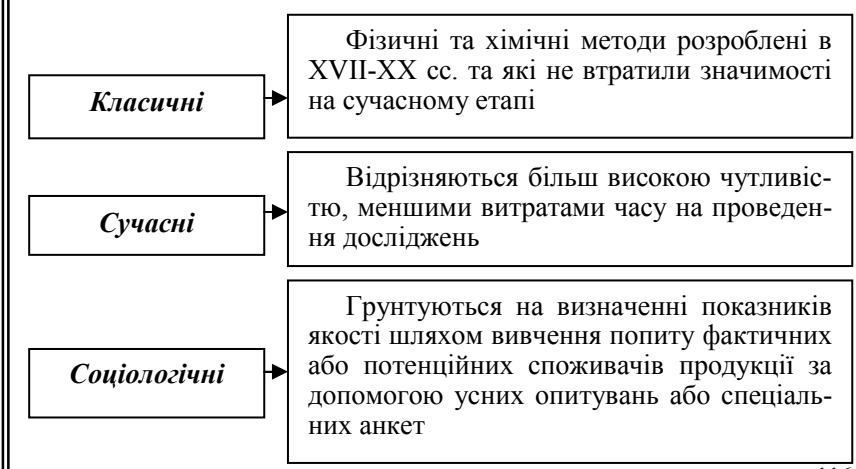 Класичні
Фізичні та хімічні методи розроблені в
XVII-XX сс. та які не втратили значимості
на сучасному етапі
Сучасні
Відрізняються більш високою чутливіс-
тю, меншими витратами часу на проведен-
ня досліджень
Соціологічні
Грунтуються на визначенні показників
якості шляхом вивчення попиту фактичних
або потенційних споживачів продукції за
допомогою усних опитувань або спеціаль-
них анкет